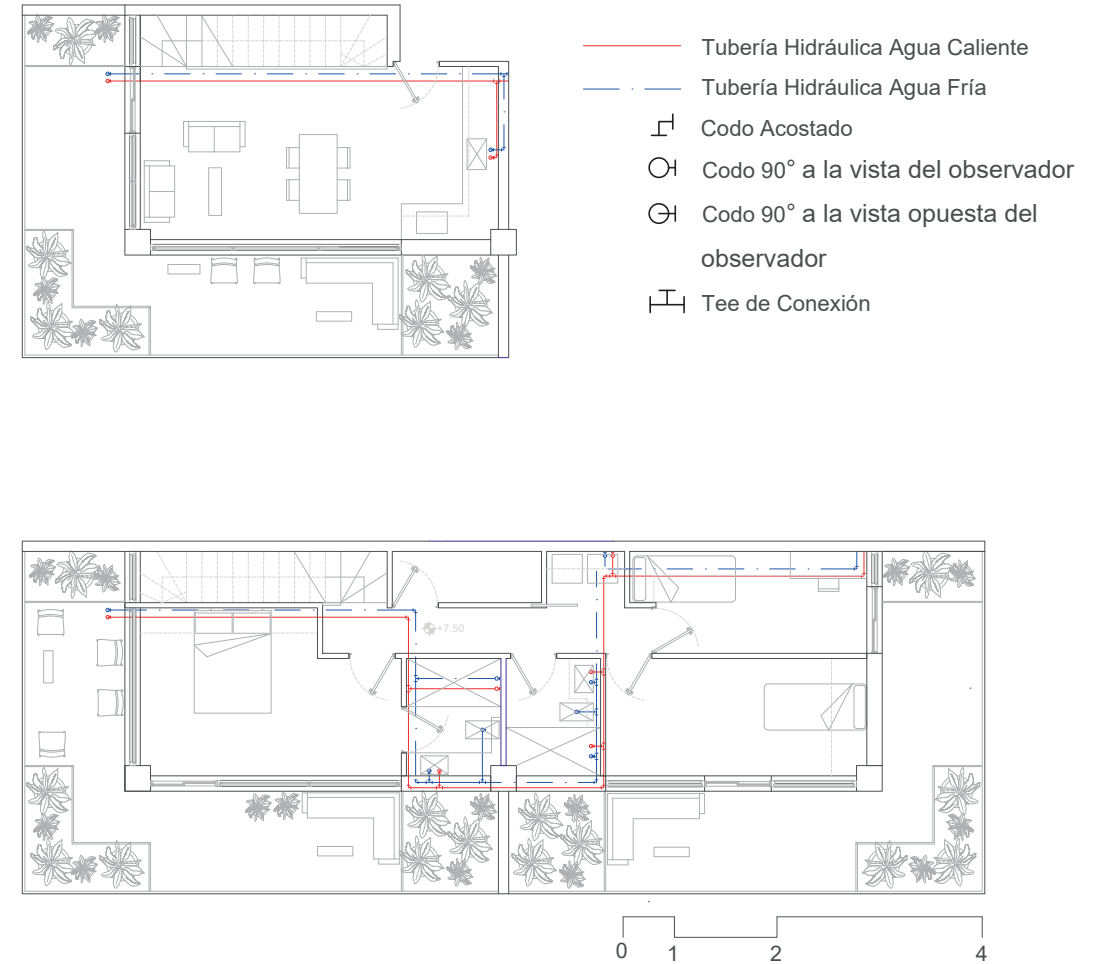 Tubería Hidráulica Agua Caliente
Tubería Hidráulica Agua Fría
Codo Acostado
Codo 90° a la vista del observador
Codo 90° a la vista opuesta del
observador
Tee de Conexión
+7.50
0 1 2 4